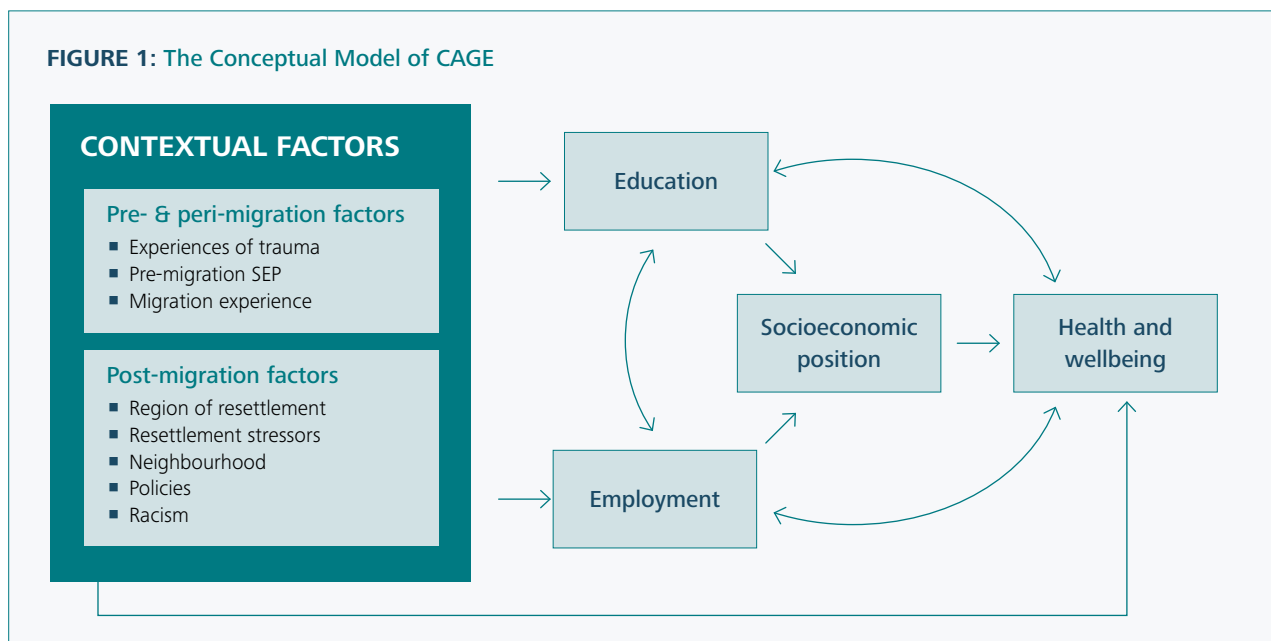 FIGURE 1: The Conceptual Model of CAGE
CONTEXTUAL FACTORS
Pre- & peri-migration factors
■ Experiences of trauma
■ Pre-migration SEP
■ Migration experience
Post-migration factors
■ Region of resettlement
■ Resettlement stressors
■ Neighbourhood
■ Policies
■ Racism
Education
Employment
Socioeconomic
position
Health and
wellbeing